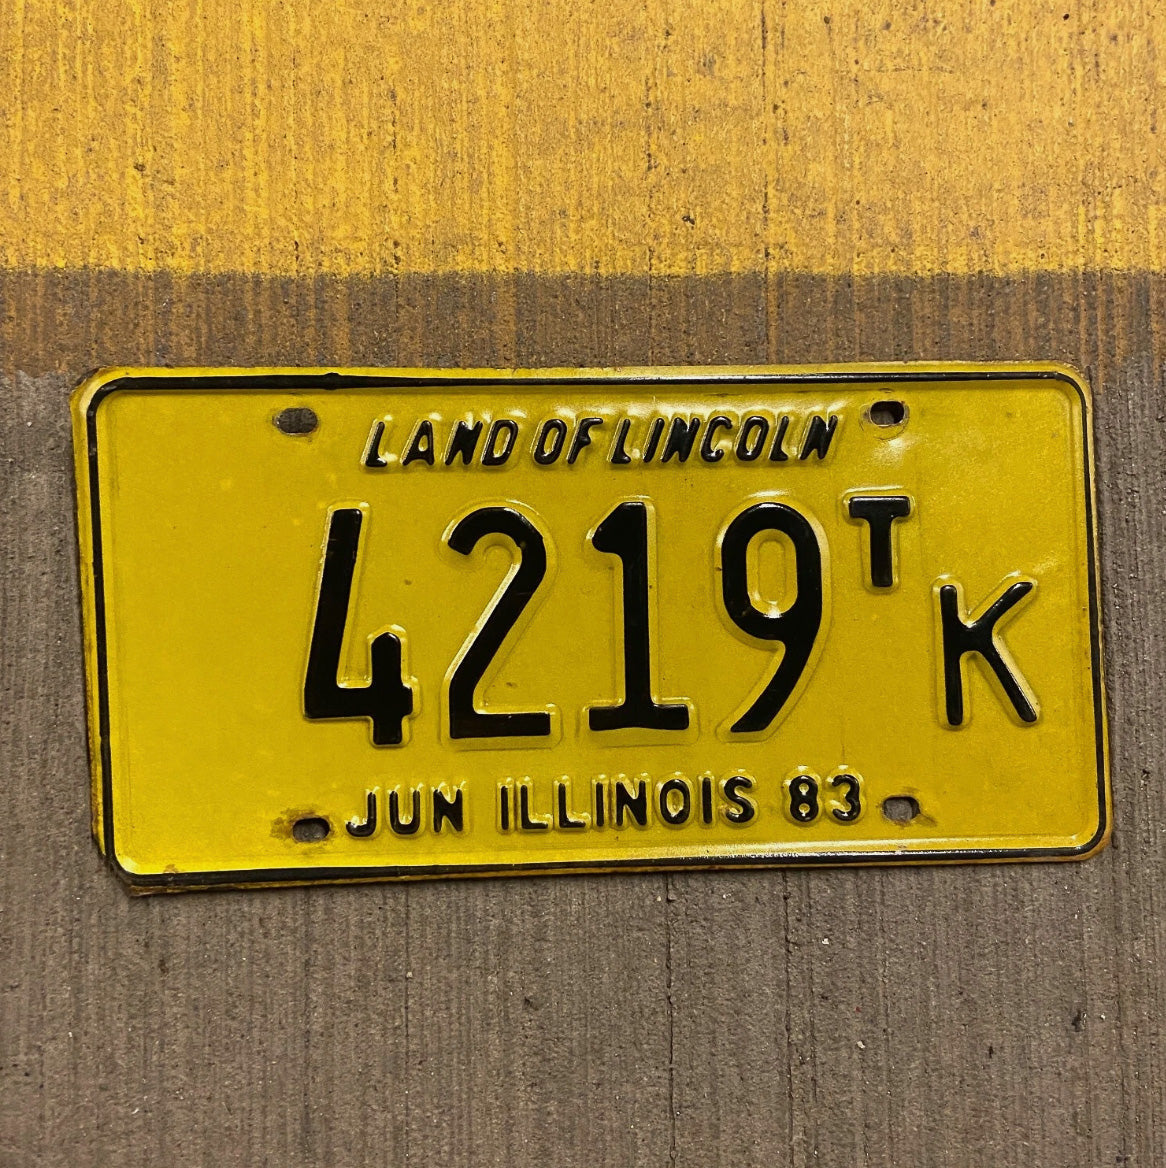 LAND OF LINCOLN
4219 T K
JUN ILLINOIS 83